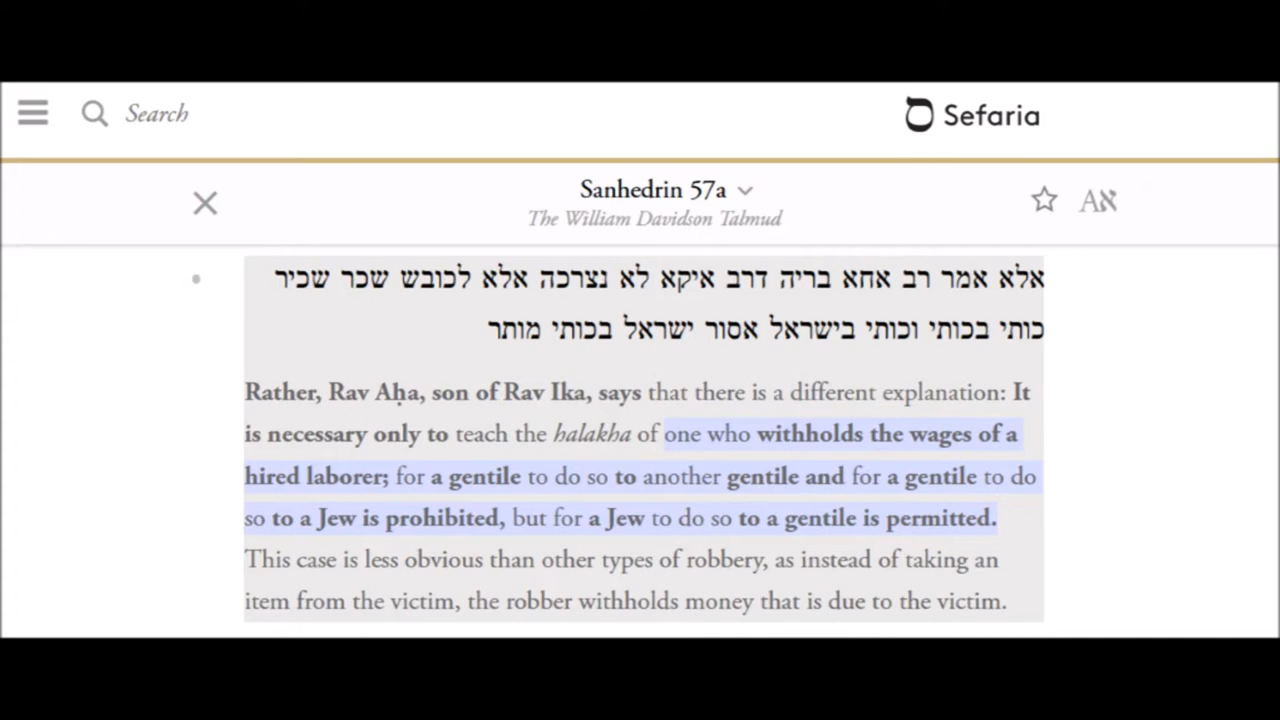 Search
Sefaria
Sanhedrin 57a
The William Davidson Talmud
אלא אמר רב אחא בריה דרב איקא לא נצרכה אלא לכובש שכר שכיר
כותי בכותי וכותי בישראל אסור ישראל בכותי מותר
Rather, Rav Aḥa, son of Rav Ika, says that there is a different explanation: It
is necessary only to teach the halakha of one who withholds the wages of a
hired laborer; for a gentile to do so to another gentile and for a gentile to do
so to a Jew is prohibited, but for a Jew to do so to a gentile is permitted.
This case is less obvious than other types of robbery, as instead of taking an
item from the victim, the robber withholds money that is due to the victim.